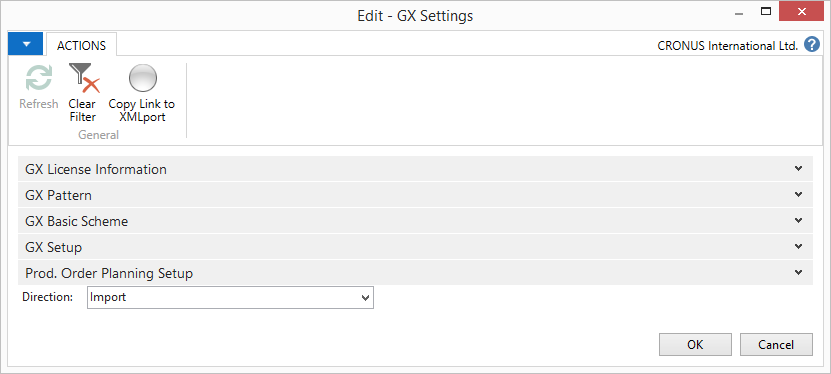 Edit - GX Settings
ACTIONS
CRONUS International Ltd.
Refresh
Clear
Filter
Copy Link to
XMLport
General
GX License Information
GX Pattern
GX Basic Scheme
GX Setup
Prod. Order Planning Setup
Direction: Import
OK Cancel